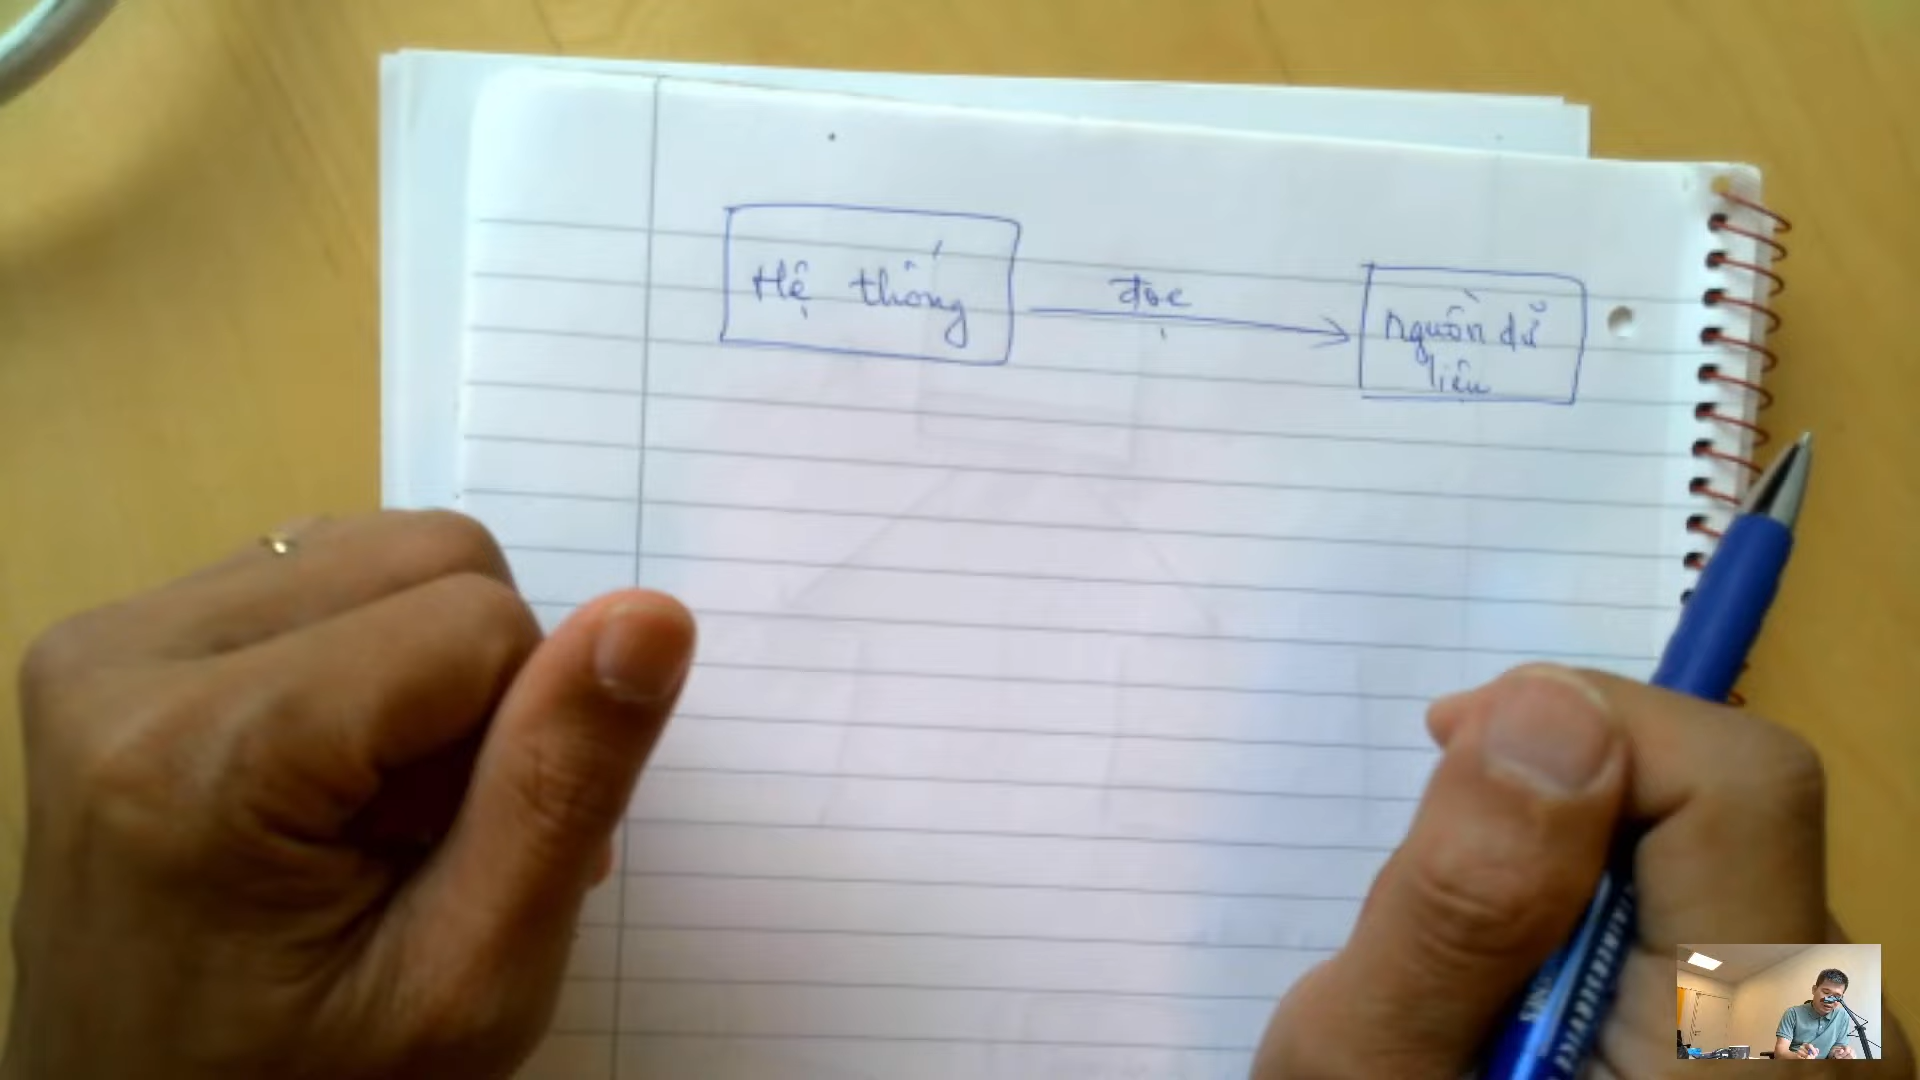 Hệ thống
đọc
Nguồn dữ
liệu